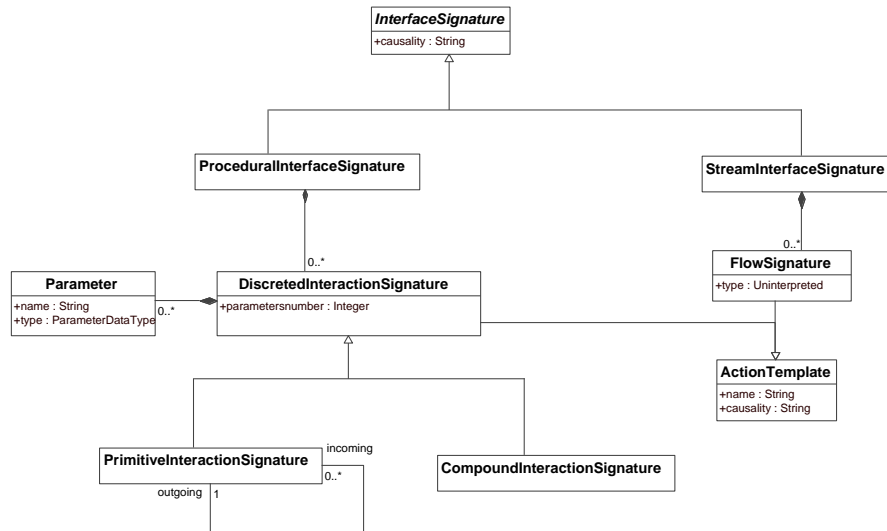 InterfaceSignature
+causality : String
ProceduralInterfaceSignature
StreamInterfaceSignature
0..*
0..*
Parameter
+name : String
+type : ParameterDataType
0..*
DiscretedInteractionSignature
+parametersnumber : Integer
FlowSignature
+type : Uninterpreted
ActionTemplate
+name : String
+causality : String
incoming
PrimitiveInteractionSignature
0..*
CompoundInteractionSignature
outgoing
1